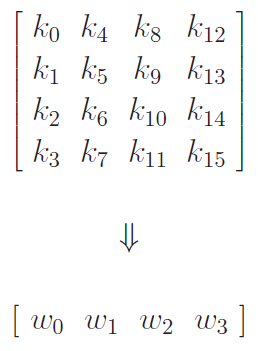 k₀ k₄ k₈ k₁₂
k₁ k₅ k₉ k₁₃
k₂ k₆ k₁₀ k₁₄
k₃ k₇ k₁₁ k₁₅
⇓
[ w₀ w₁ w₂ w₃ ]